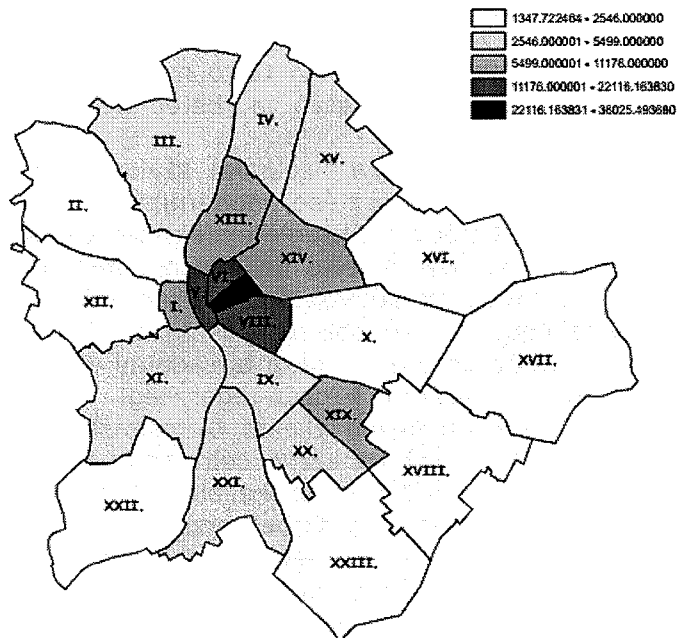 1347.722464 - 2546.000000
2546.000001 - 5499.000000
5499.000001 - 11176.000000
11176.000001 - 22116.163830
22116.163831 - 36025.493680
IV.
III.
XV.
II.
XIII.
XIV.
XVI.
VI.
XII.
I.
V.
VIII.
X.
XVII.
XI.
IX.
XIX.
XX.
XVIII.
XXI.
XXII.
XXIII.